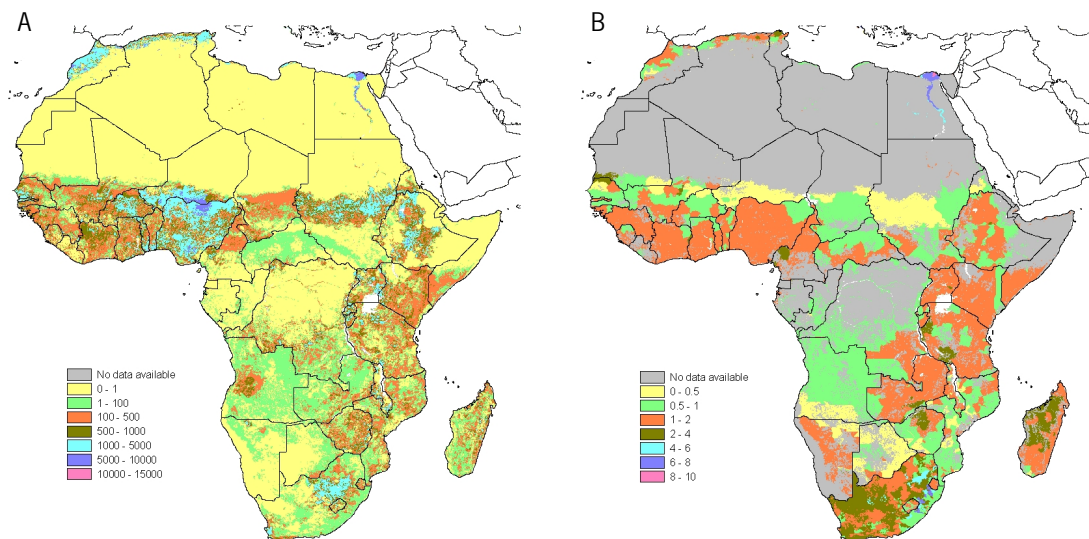 A
No data available
0 - 1
1 - 100
100 - 500
500 - 1000
1000 - 5000
5000 - 10000
10000 - 15000
B
No data available
0 - 0.5
0.5 - 1
1 - 2
2 - 4
4 - 6
6 - 8
8 - 10